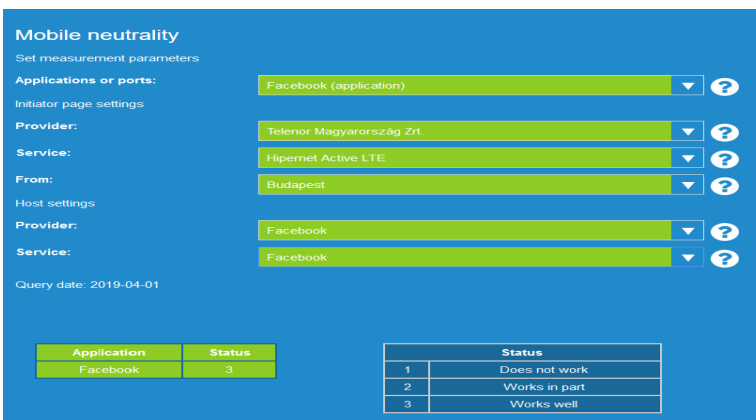 Mobile neutrality
Set measurement parameters
Applications or ports: Facebook (application) ?
Initiator page settings
Provider: Telenor Magyarország Zrt. ?
Service: Hipernet Active LTE ?
From: Budapest ?
Host settings
Provider: Facebook ?
Service: Facebook ?
Query date: 2019-04-01
Application Status
Facebook 3
Status
1 Does not work
2 Works in part
3 Works well